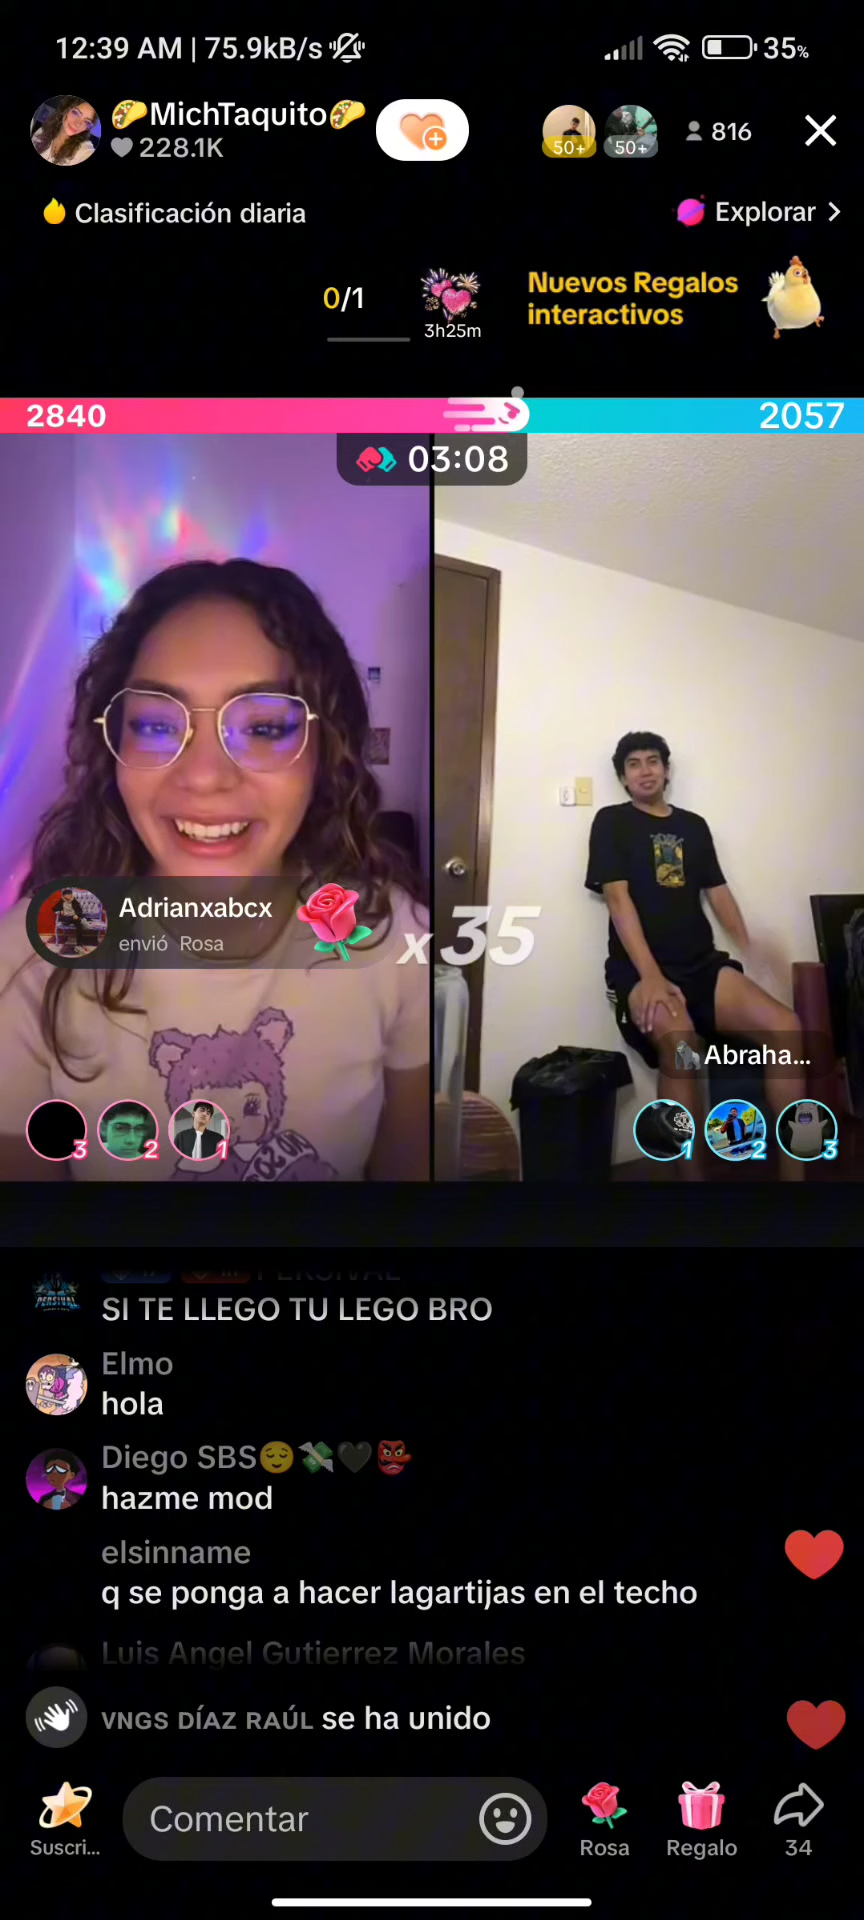 12:39 AM | 75.9kB/s
35%
🌮MichTaquito🌮
228.1K
50+
50+
816
Clasificación diaria
Explorar >
0/1
3h25m
Nuevos Regalos
interactivos
2840
2057
03:08
Adrianxabcx
envió Rosa
x35
🦍Abraha...
3
2
1
1
2
3
PERSIVAL
SI TE LLEGO TU LEGO BRO
Elmo
hola
Diego SBS😌💸🖤👺
hazme mod
elsinname
q se ponga a hacer lagartijas en el techo
Luis Angel Gutierrez Morales
VNGS DÍAZ RAÚL se ha unido
Comentar
Suscri...
Rosa
Regalo
34